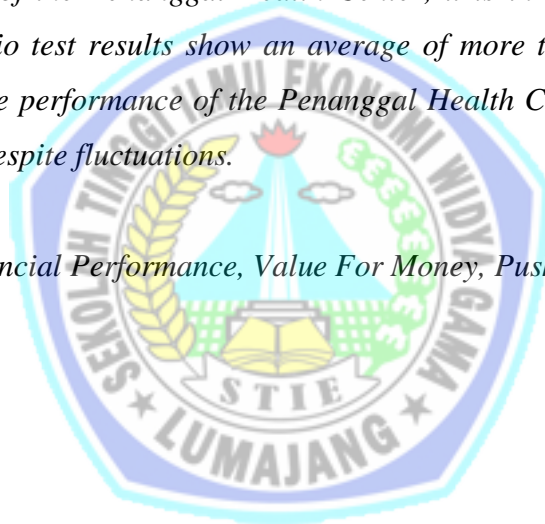 of the Penanggal Health Center, this
io test results show an average of more t
e performance of the Penanggal Health C
espite fluctuations.
ncial Performance, Value For Money, Pus
SEKOLAH TINGGI ILMU EKONOMI WIDYA GAMA
STIE
LUMAJANG